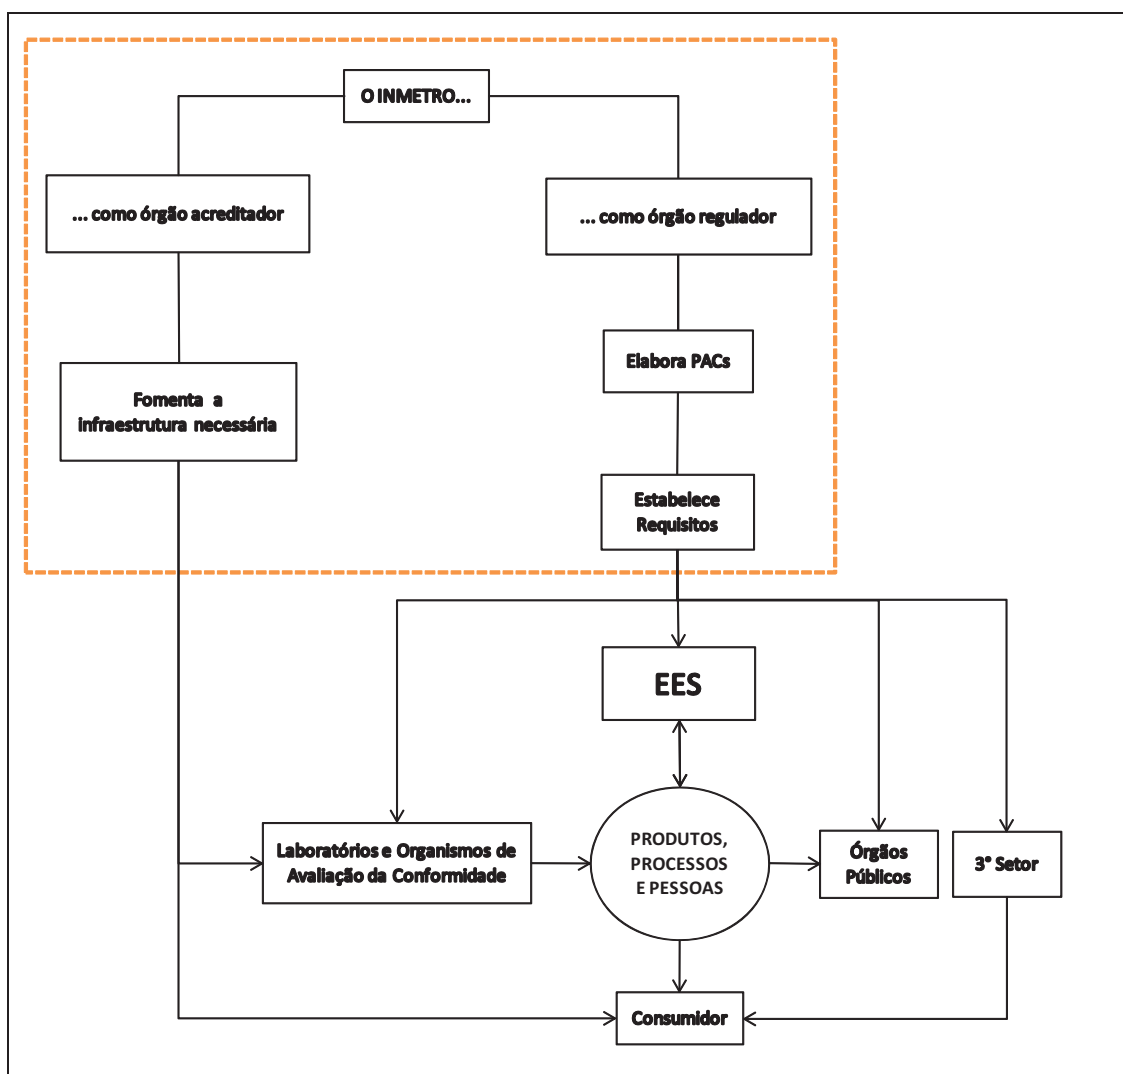 O INMETRO...
... como órgão acreditador
... como órgão regulador
Elabora PACs
Fomenta a
infraestrutura necessária
Estabelece
Requisitos
EES
Laboratórios e Organismos de
Avaliação da Conformidade
PRODUTOS,
PROCESSOS
E PESSOAS
Órgãos
Públicos
3° Setor
Consumidor